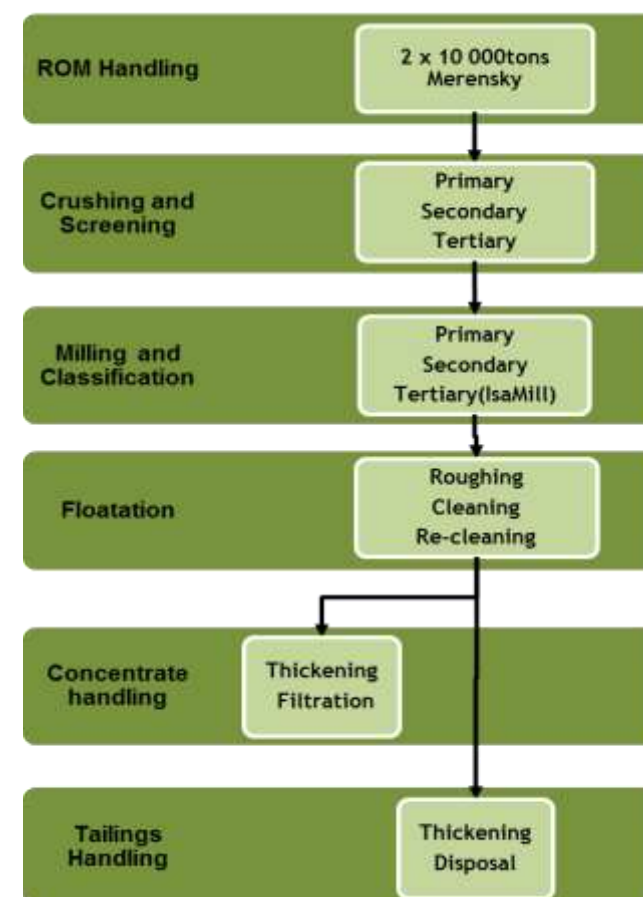 ROM Handling
2 x 10 000tons
Merensky
Crushing and
Screening
Primary
Secondary
Tertiary
Milling and
Classification
Primary
Secondary
Tertiary(IsaMill)
Floatation
Roughing
Cleaning
Re-cleaning
Concentrate
handling
Thickening
Filtration
Tailings
Handling
Thickening
Disposal